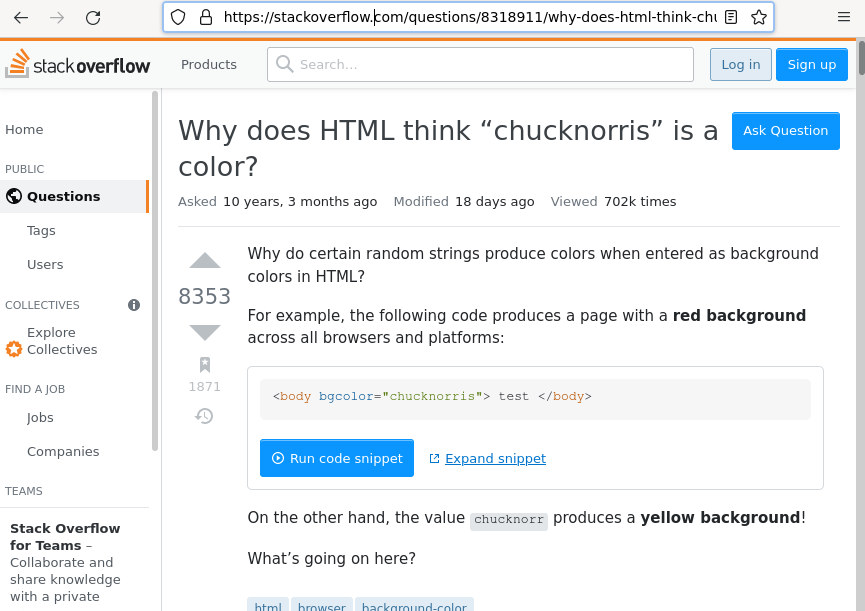 https://stackoverflow.com/questions/8318911/why-does-html-think-chu
stackoverflow
Products
Search...
Log in
Sign up
Home
PUBLIC
Questions
Tags
Users
COLLECTIVES
Explore
Collectives
FIND A JOB
Jobs
Companies
TEAMS
Stack Overflow
for Teams –
Collaborate and
share knowledge
with a private
Why does HTML think “chucknorris” is a
color?
Ask Question
Asked 10 years, 3 months ago Modified 18 days ago Viewed 702k times
8353
1871
Why do certain random strings produce colors when entered as background
colors in HTML?
For example, the following code produces a page with a red background
across all browsers and platforms:
<body bgcolor="chucknorris"> test </body>
Run code snippet
Expand snippet
On the other hand, the value chucknorr produces a yellow background!
What’s going on here?
html browser background-color